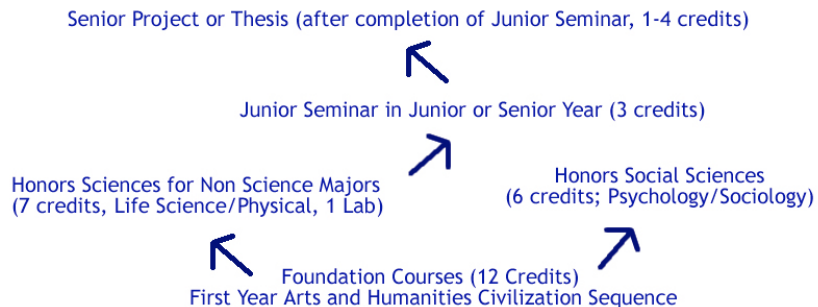 Senior Project or Thesis (after completion of Junior Seminar, 1-4 credits)
Junior Seminar in Junior or Senior Year (3 credits)
Honors Sciences for Non Science Majors
(7 credits, Life Science/Physical, 1 Lab)
Honors Social Sciences
(6 credits; Psychology/Sociology)
Foundation Courses (12 Credits)
First Year Arts and Humanities Civilization Sequence